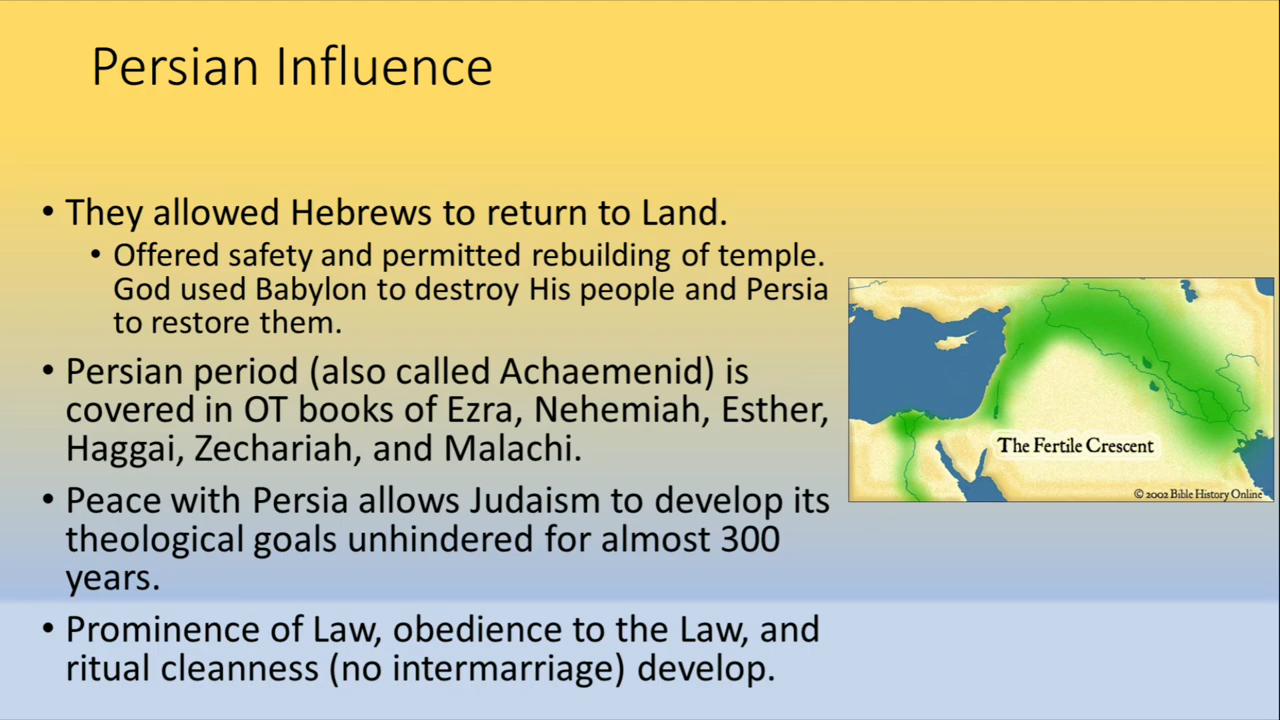 Persian Influence
• They allowed Hebrews to return to Land.
• Offered safety and permitted rebuilding of temple.
God used Babylon to destroy His people and Persia
to restore them.
• Persian period (also called Achaemenid) is
covered in OT books of Ezra, Nehemiah, Esther,
Haggai, Zechariah, and Malachi.
• Peace with Persia allows Judaism to develop its
theological goals unhindered for almost 300
years.
• Prominence of Law, obedience to the Law, and
ritual cleanness (no intermarriage) develop.
The Fertile Crescent
© 2002 Bible History Online